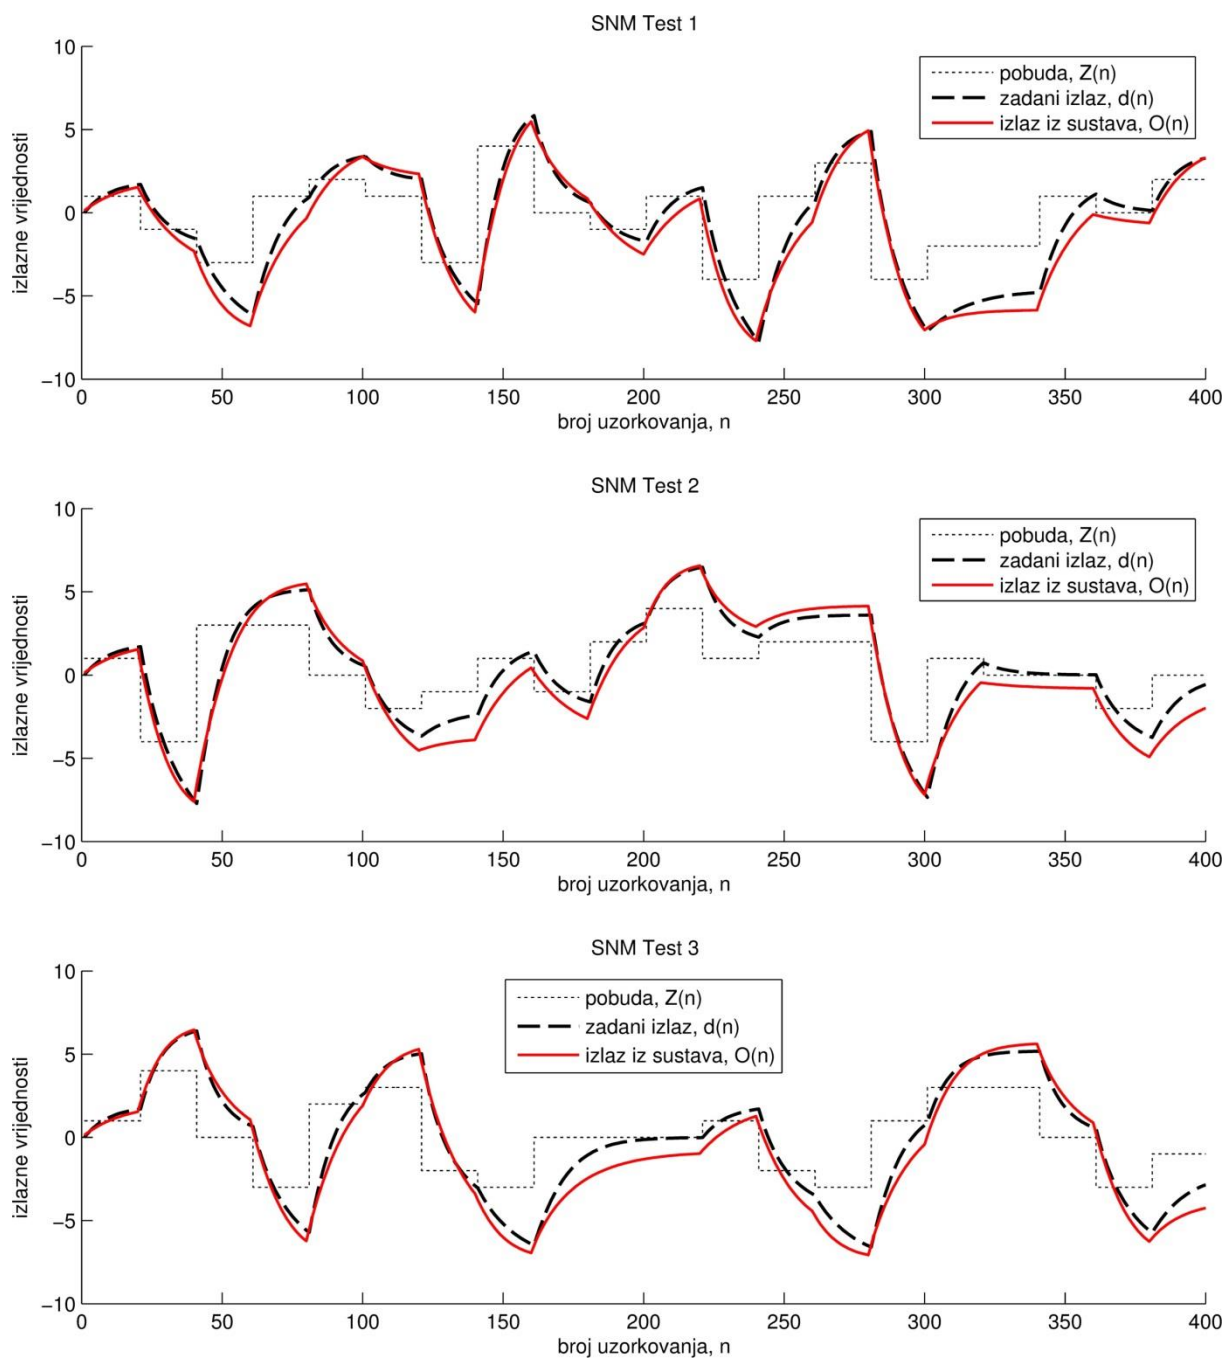 SNM Test 1
10
5
0
−5
−10
izlazne vrijednosti
pobuda, Z(n)
zadani izlaz, d(n)
izlaz iz sustava, O(n)
0 50 100 150 200 250 300 350 400
broj uzorkovanja, n
SNM Test 2
10
5
0
−5
−10
izlazne vrijednosti
pobuda, Z(n)
zadani izlaz, d(n)
izlaz iz sustava, O(n)
0 50 100 150 200 250 300 350 400
broj uzorkovanja, n
SNM Test 3
10
5
0
−5
−10
izlazne vrijednosti
pobuda, Z(n)
zadani izlaz, d(n)
izlaz iz sustava, O(n)
0 50 100 150 200 250 300 350 400
broj uzorkovanja, n